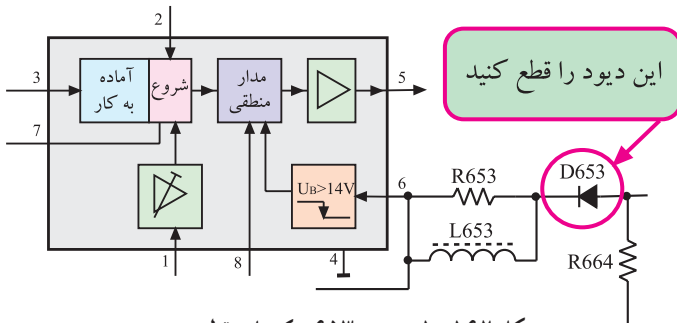 2
این دیود را قطع کنید
3
آماده
به کار
شروع
مدار
منطقی
5
7
UB>14V
6
R653
D653
L653
R664
1
8
4